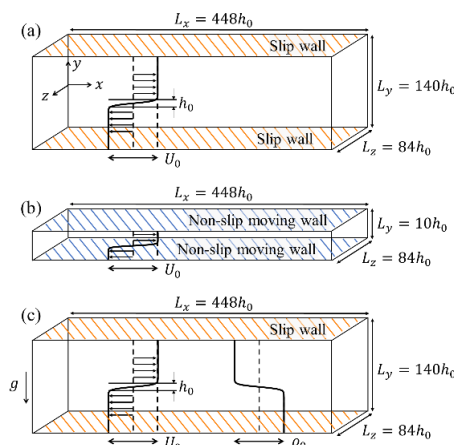 (a)
L_x = 448h_0
Slip wall
y
z
x
h_0
L_y = 140h_0
Slip wall
U_0
L_z = 84h_0
L_x = 448h_0
(b)
Non-slip moving wall
L_y = 10h_0
Non-slip moving wall
U_0
L_z = 84h_0
L_x = 448h_0
(c)
Slip wall
g
h_0
L_y = 140h_0
U_0
ρ_0
L_z = 84h_0